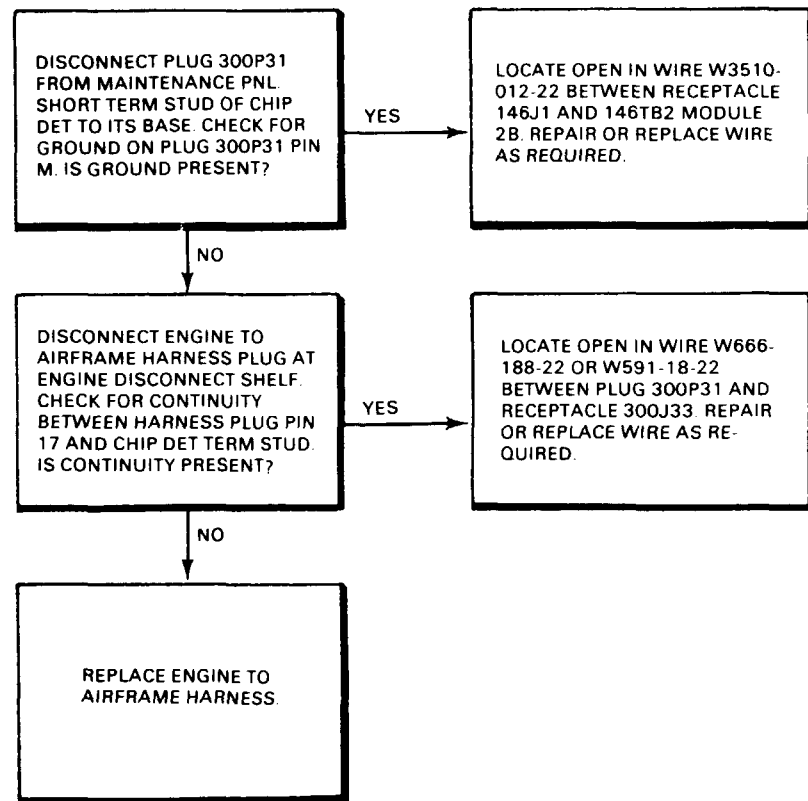 DISCONNECT PLUG 300P31
FROM MAINTENANCE PNL.
SHORT TERM STUD OF CHIP
DET TO ITS BASE. CHECK FOR
GROUND ON PLUG 300P31 PIN
M. IS GROUND PRESENT?
YES
LOCATE OPEN IN WIRE W3510-
012-22 BETWEEN RECEPTACLE
146J1 AND 146TB2 MODULE
2B. REPAIR OR REPLACE WIRE
AS REQUIRED.
NO
DISCONNECT ENGINE TO
AIRFRAME HARNESS PLUG AT
ENGINE DISCONNECT SHELF.
CHECK FOR CONTINUITY
BETWEEN HARNESS PLUG PIN
17 AND CHIP DET TERM STUD.
IS CONTINUITY PRESENT?
YES
LOCATE OPEN IN WIRE W666-
188-22 OR W591-18-22
BETWEEN PLUG 300P31 AND
RECEPTACLE 300J33. REPAIR
OR REPLACE WIRE AS RE-
QUIRED.
NO
REPLACE ENGINE TO
AIRFRAME HARNESS.